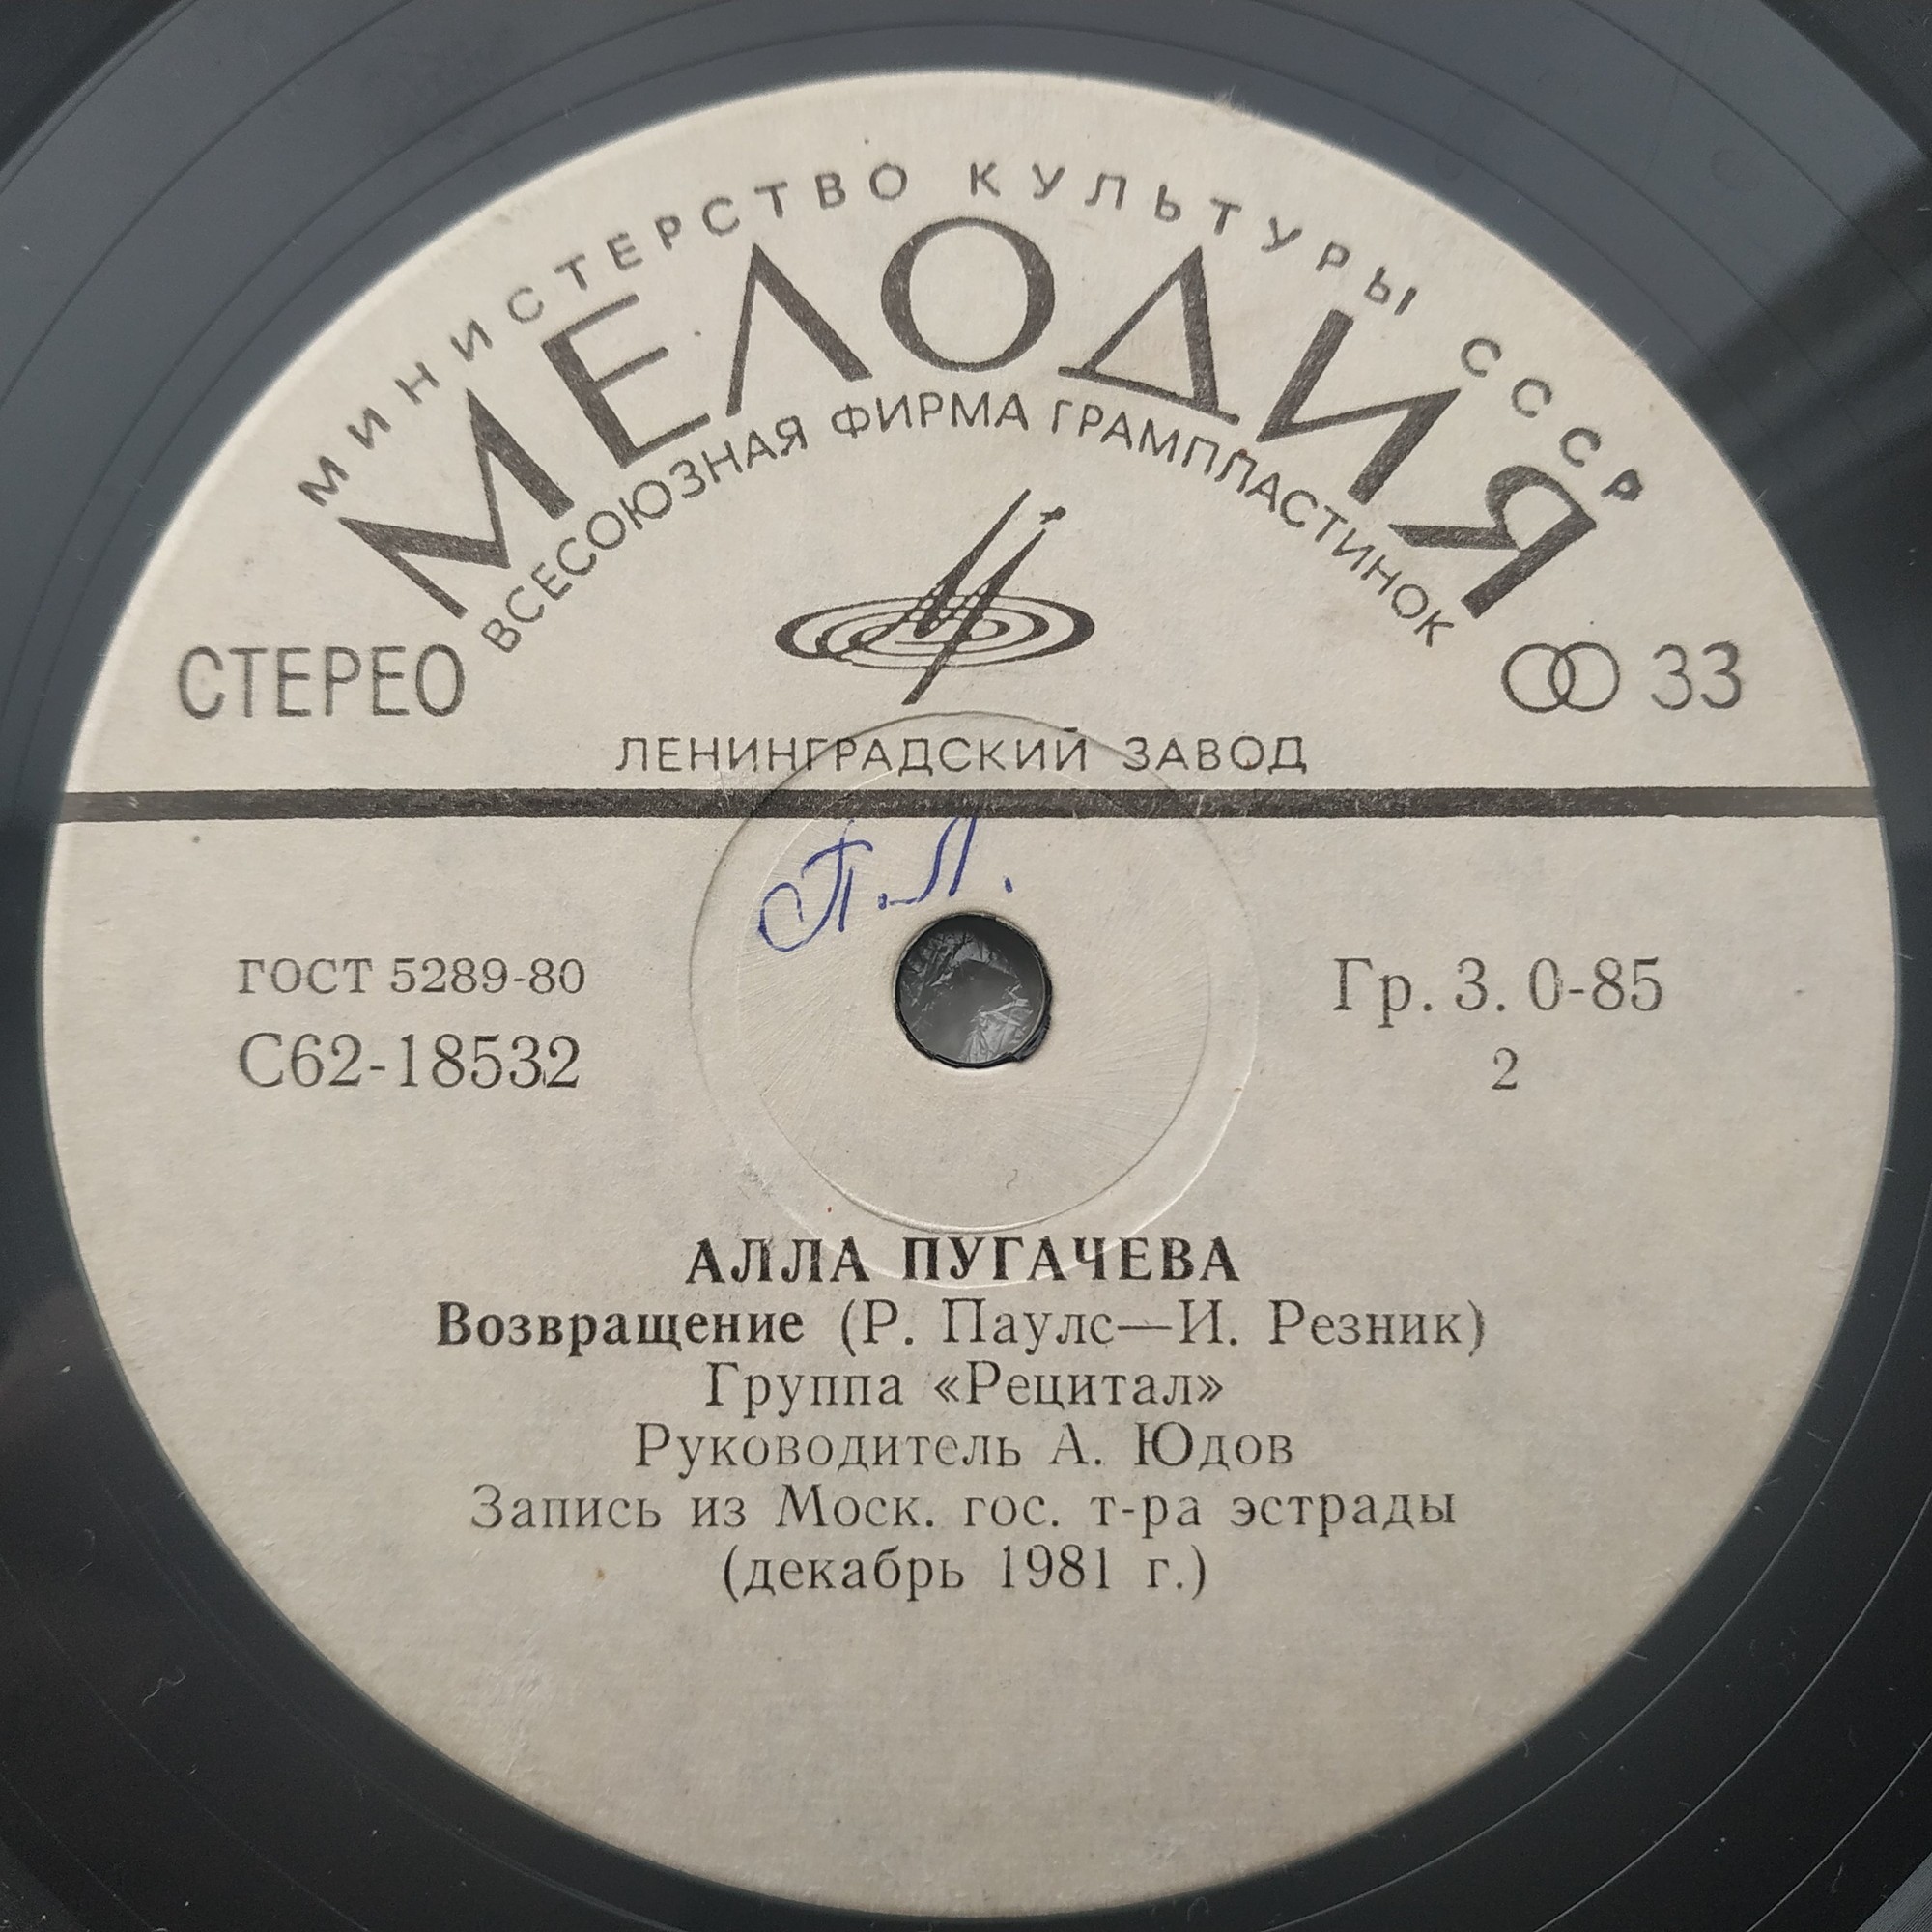 МИНИСТЕРСТВО КУЛЬТУРЫ СССР
МЕЛОДИЯ
ВСЕСОЮЗНАЯ ФИРМА ГРАМПЛАСТИНОК
СТЕРЕО
33
ЛЕНИНГРАДСКИЙ ЗАВОД
П.Л.
ГОСТ 5289-80
Гр. 3. 0-85
С62-18532
2
АЛЛА ПУГАЧЕВА
Возвращение (Р. Паулс—И. Резник)
Группа «Рецитал»
Руководитель А. Юдов
Запись из Моск. гос. т-ра эстрады
(декабрь 1981 г.)